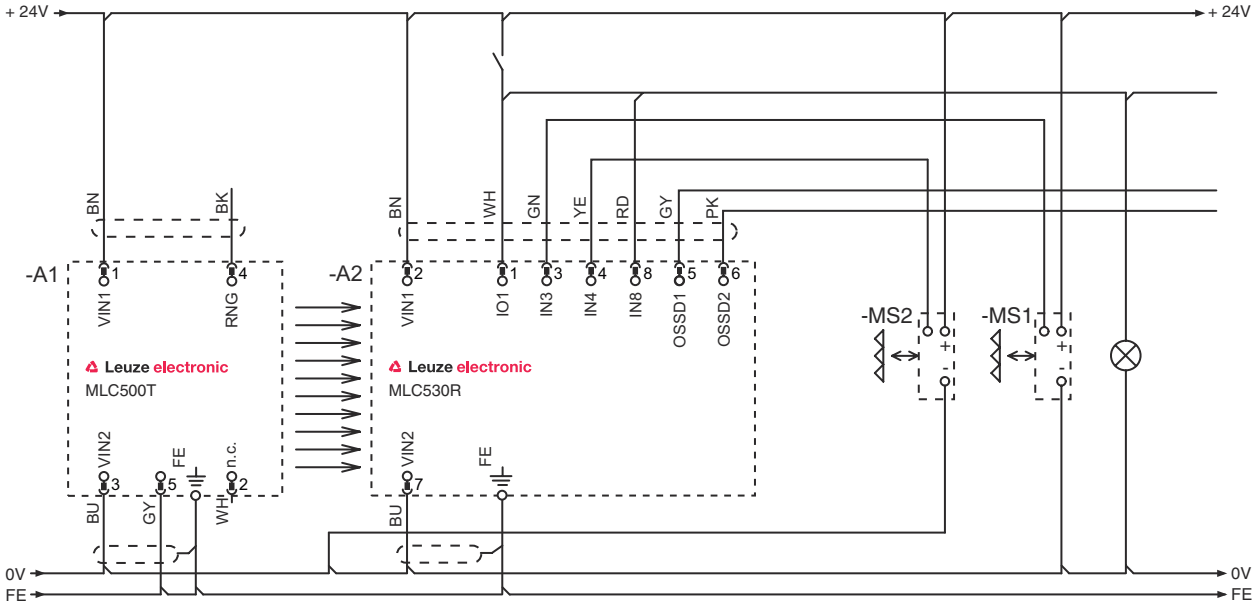 + 24V
+ 24V
BN
BK
BN
WH
GN
YE
RD
GY
PK
-A1
1
4
-A2
2
1
3
4
8
5
6
VIN1
RNG
VIN1
IO1
IN3
IN4
IN8
OSSD1
OSSD2
-MS2
-MS1
+
+
-
-
Leuze electronic
MLC500T
Leuze electronic
MLC530R
VIN2
FE
n.c.
VIN2
FE
3
5
2
7
BU
GY
WH
BU
0V
0V
FE
FE